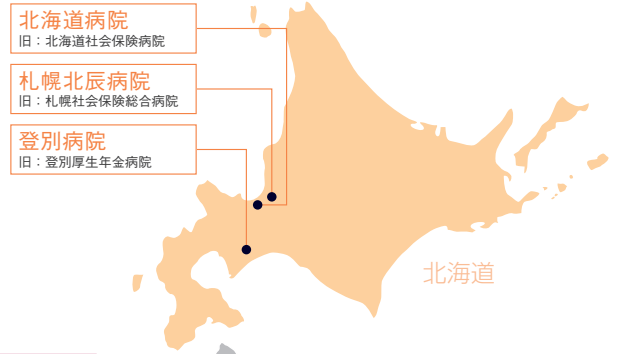 北海道病院
旧：北海道社会保険病院
札幌北辰病院
旧：札幌社会保険総合病院
登別病院
旧：登別厚生年金病院
北海道